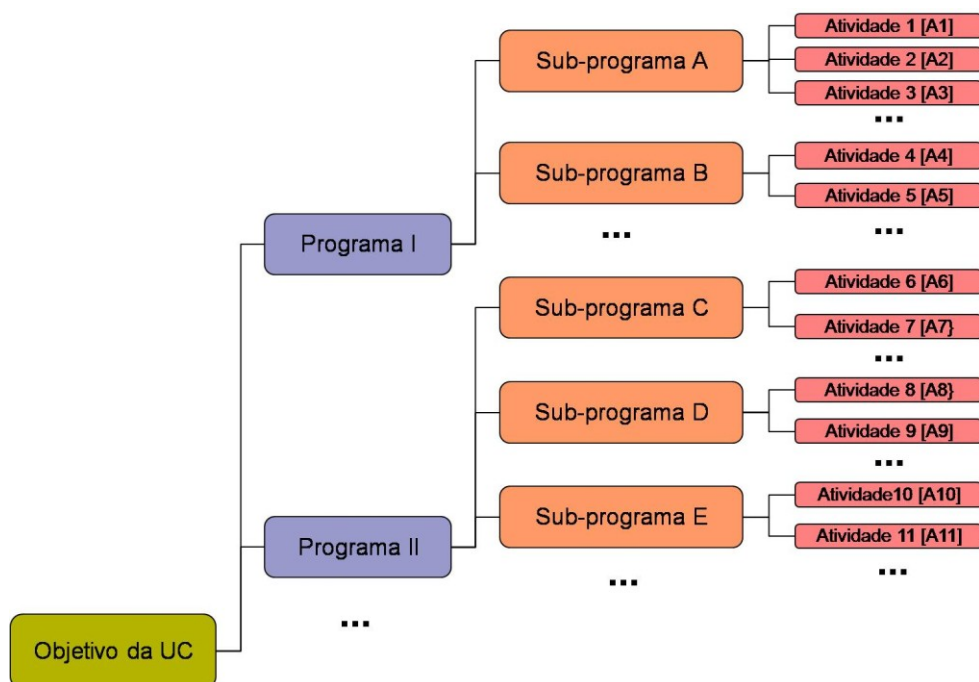 Sub-programa A
Atividade 1 [A1]
Atividade 2 [A2]
Atividade 3 [A3]
...
Sub-programa B
Atividade 4 [A4]
Atividade 5 [A5]
...
...
Programa I
Sub-programa C
Atividade 6 [A6]
Atividade 7 [A7}
...
Sub-programa D
Atividade 8 [A8}
Atividade 9 [A9]
...
Sub-programa E
Atividade10 [A10]
Atividade 11 [A11]
...
...
Programa II
...
Objetivo da UC